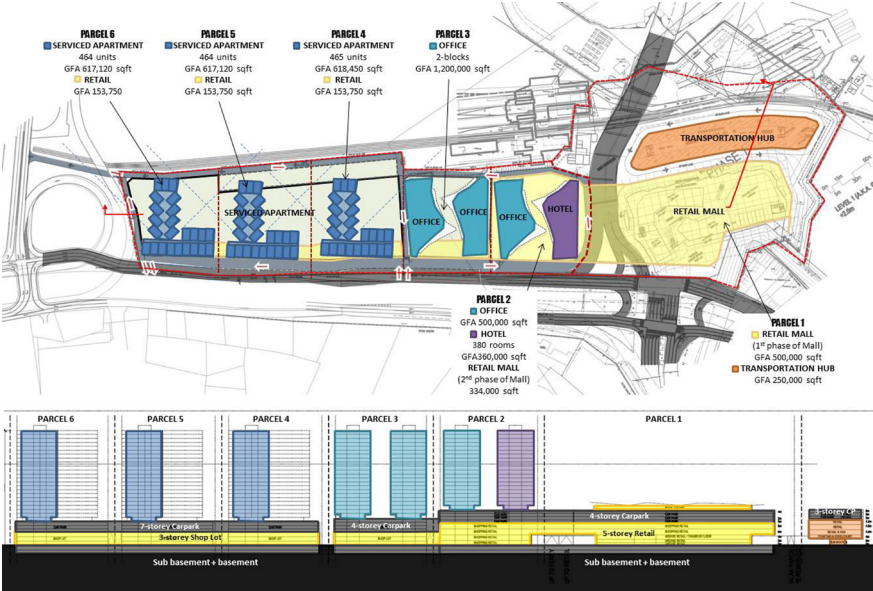 PARCEL 6
SERVICED APARTMENT
464 units
GFA 617,120 sqft
RETAIL
GFA 153,750
PARCEL 5
SERVICED APARTMENT
464 units
GFA 617,120 sqft
RETAIL
GFA 153,750 sqft
PARCEL 4
SERVICED APARTMENT
465 units
GFA 618,450 sqft
RETAIL
GFA 153,750 sqft
PARCEL 3
OFFICE
2-blocks
GFA 1,200,000 sqft
TRANSPORTATION HUB
PHASE
SERVICED APARTMENT
OFFICE
OFFICE
OFFICE
HOTEL
RETAIL MALL
PARCEL 2
OFFICE
GFA 500,000 sqft
HOTEL
380 rooms
GFA360,000 sqft
RETAIL MALL
(2nd phase of Mall)
334,000 sqft
PARCEL 1
RETAIL MALL
(1st phase of Mall)
GFA 500,000 sqft
TRANSPORTATION HUB
GFA 250,000 sqft
PARCEL 6
PARCEL 5
PARCEL 4
PARCEL 3
PARCEL 2
PARCEL 1
7-storey Carpark
4-storey Carpark
4-storey Carpark
3-storey CP
3-storey Shop Lot
5-storey Retail
Sub basement + basement
Sub basement + basement